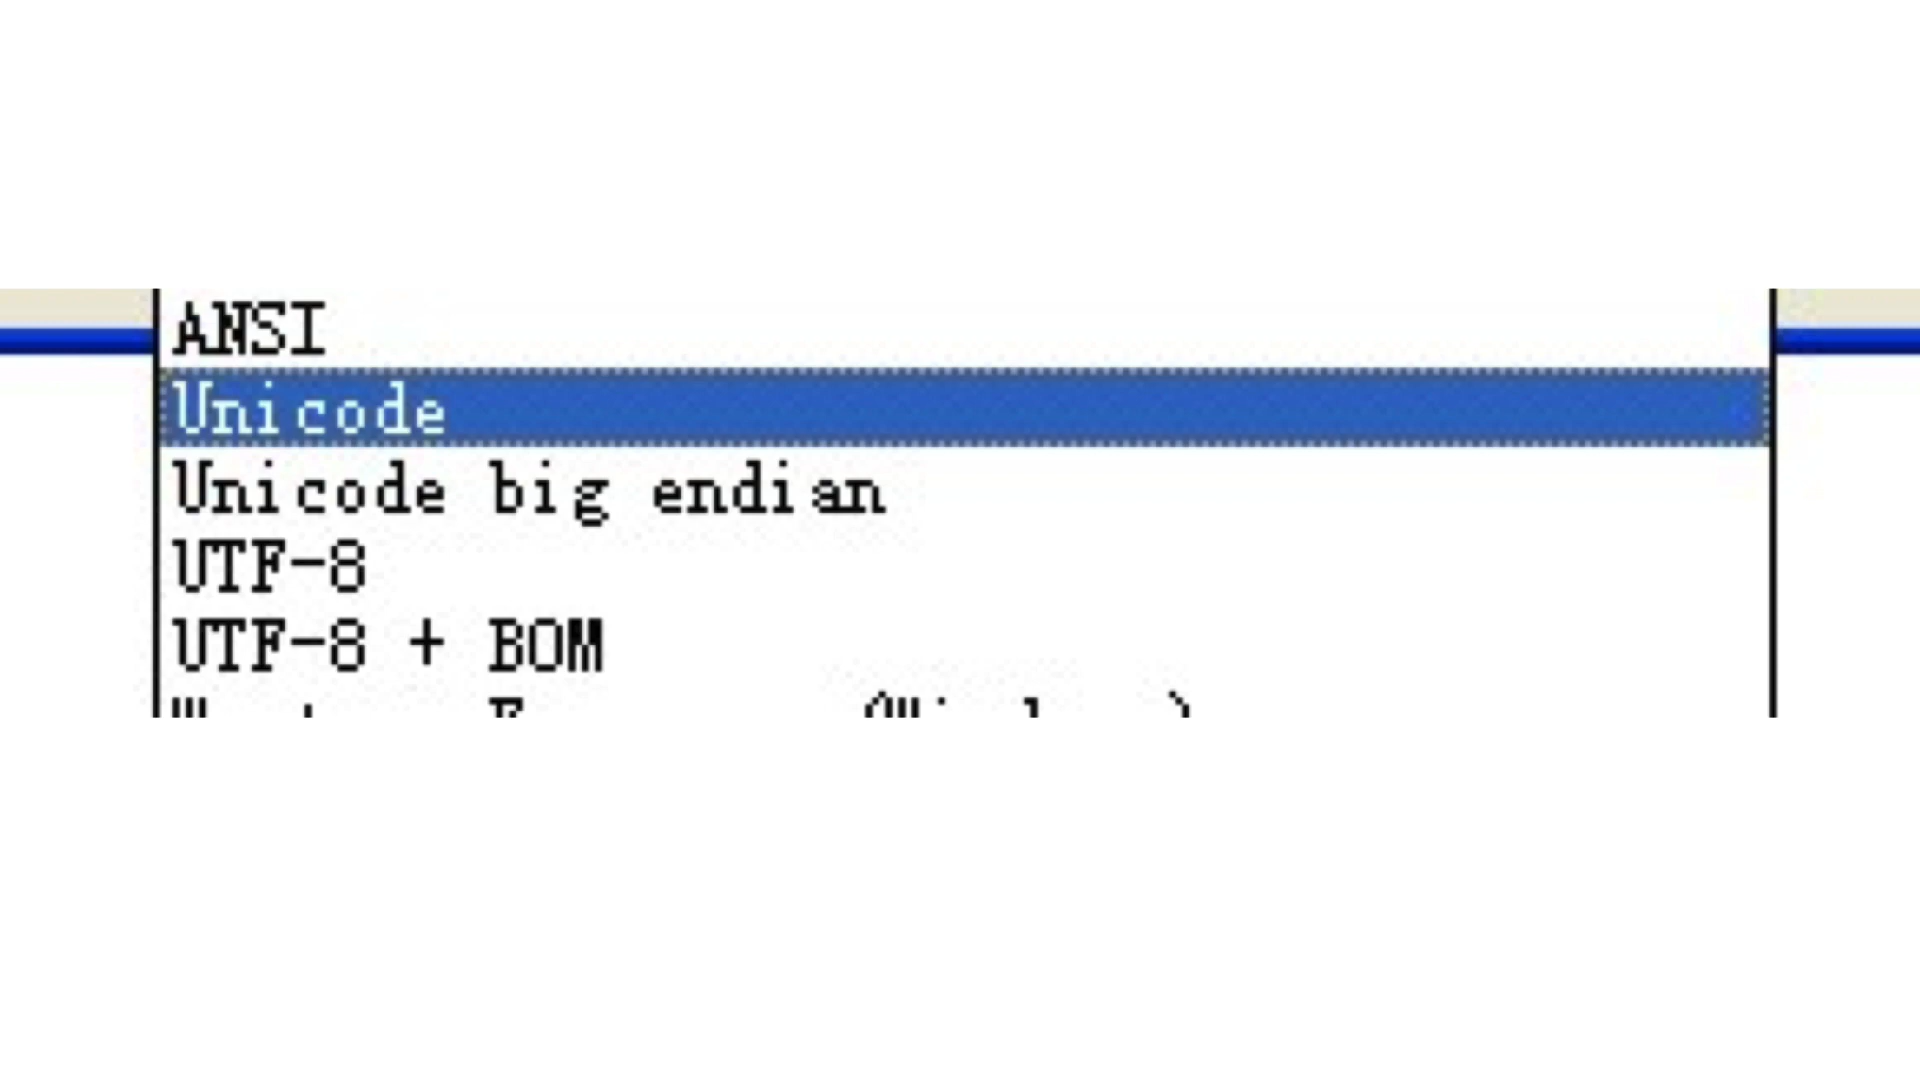 ANSI
Unicode
Unicode big endian
UTF-8
UTF-8 + BOM